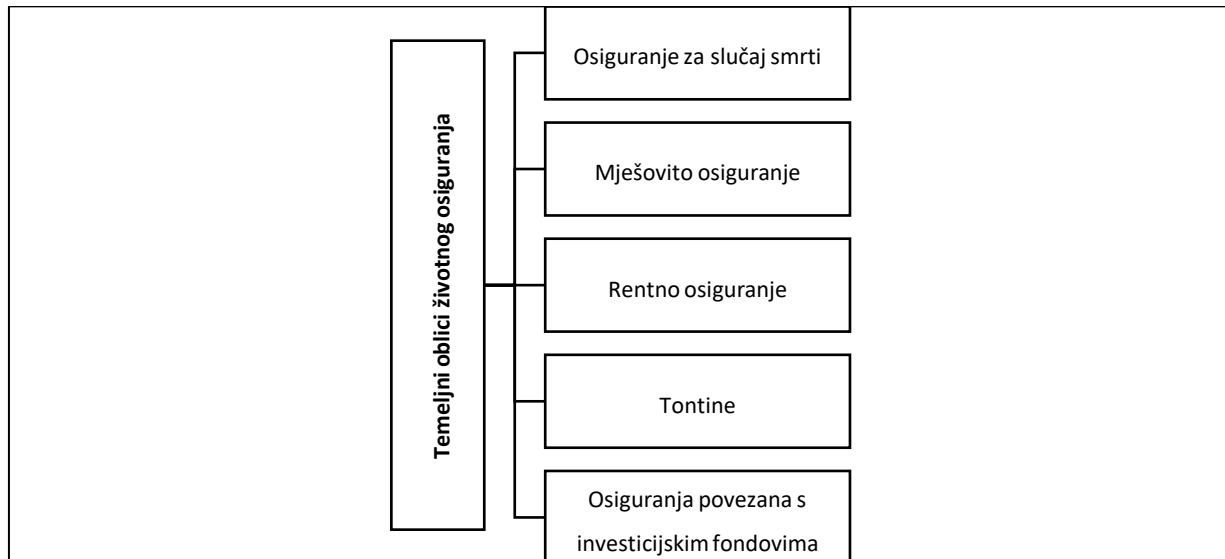 Temeljni oblici životnog osiguranja
Osiguranje za slučaj smrti
Mješovito osiguranje
Rentno osiguranje
Tontine
Osiguranja povezana s
investicijskim fondovima